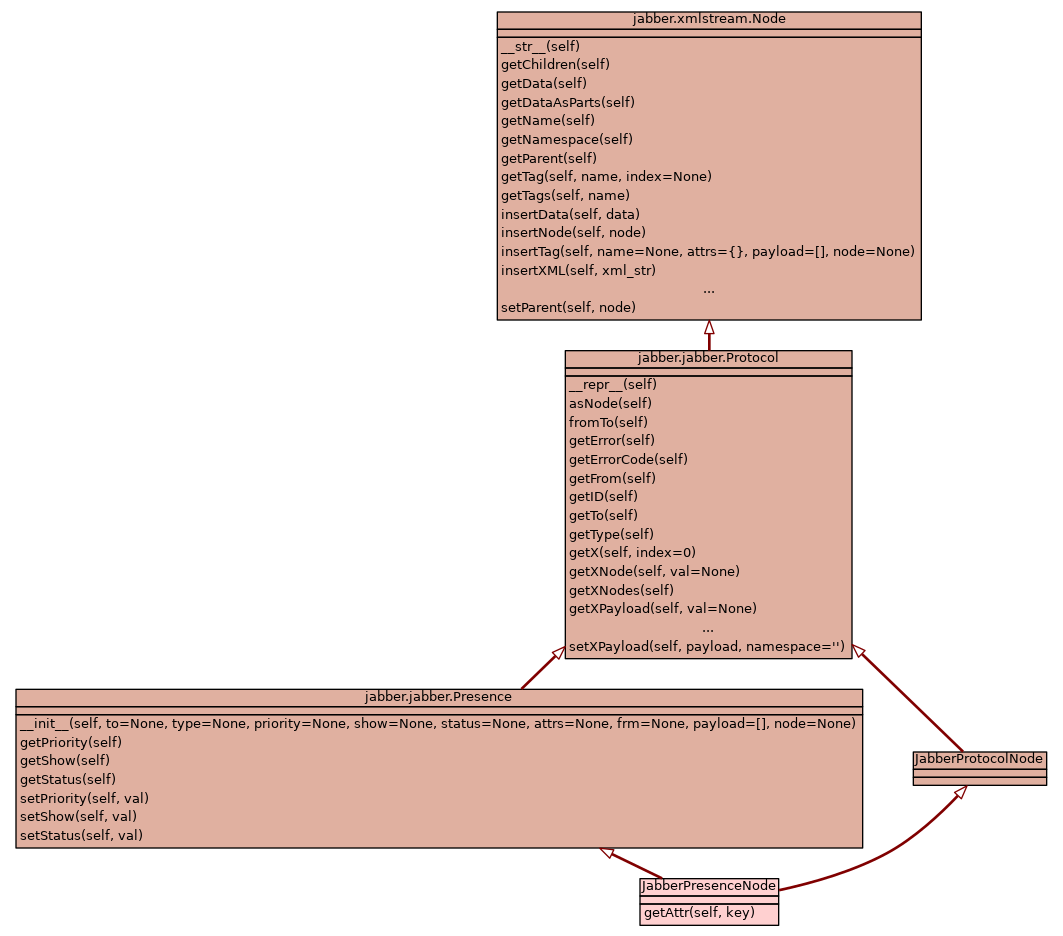 jabber.xmlstream.Node
__str__(self)
getChildren(self)
getData(self)
getDataAsParts(self)
getName(self)
getNamespace(self)
getParent(self)
getTag(self, name, index=None)
getTags(self, name)
insertData(self, data)
insertNode(self, node)
insertTag(self, name=None, attrs={}, payload=[], node=None)
insertXML(self, xml_str)
...
setParent(self, node)
jabber.jabber.Protocol
__repr__(self)
asNode(self)
fromTo(self)
getError(self)
getErrorCode(self)
getFrom(self)
getID(self)
getTo(self)
getType(self)
getX(self, index=0)
getXNode(self, val=None)
getXNodes(self)
getXPayload(self, val=None)
...
setXPayload(self, payload, namespace='')
jabber.jabber.Presence
__init__(self, to=None, type=None, priority=None, show=None, status=None, attrs=None, frm=None, payload=[], node=None)
getPriority(self)
getShow(self)
getStatus(self)
setPriority(self, val)
setShow(self, val)
setStatus(self, val)
JabberProtocolNode
JabberPresenceNode
getAttr(self, key)